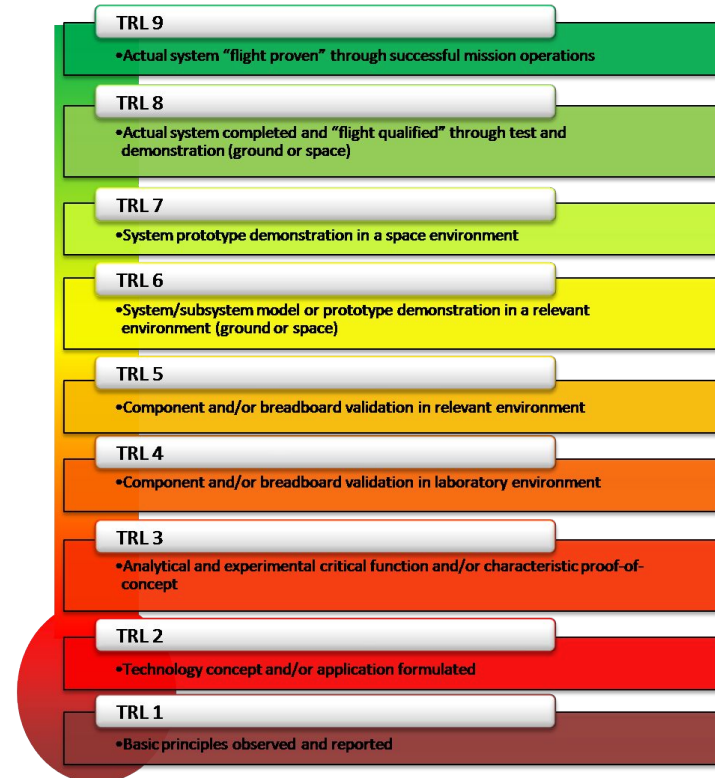 TRL 9
•Actual system “flight proven” through successful mission operations
TRL 8
•Actual system completed and “flight qualified” through test and
demonstration (ground or space)
TRL 7
•System prototype demonstration in a space environment
TRL 6
•System/subsystem model or prototype demonstration in a relevant
environment (ground or space)
TRL 5
•Component and/or breadboard validation in relevant environment
TRL 4
•Component and/or breadboard validation in laboratory environment
TRL 3
•Analytical and experimental critical function and/or characteristic proof-of-
concept
TRL 2
•Technology concept and/or application formulated
TRL 1
•Basic principles observed and reported